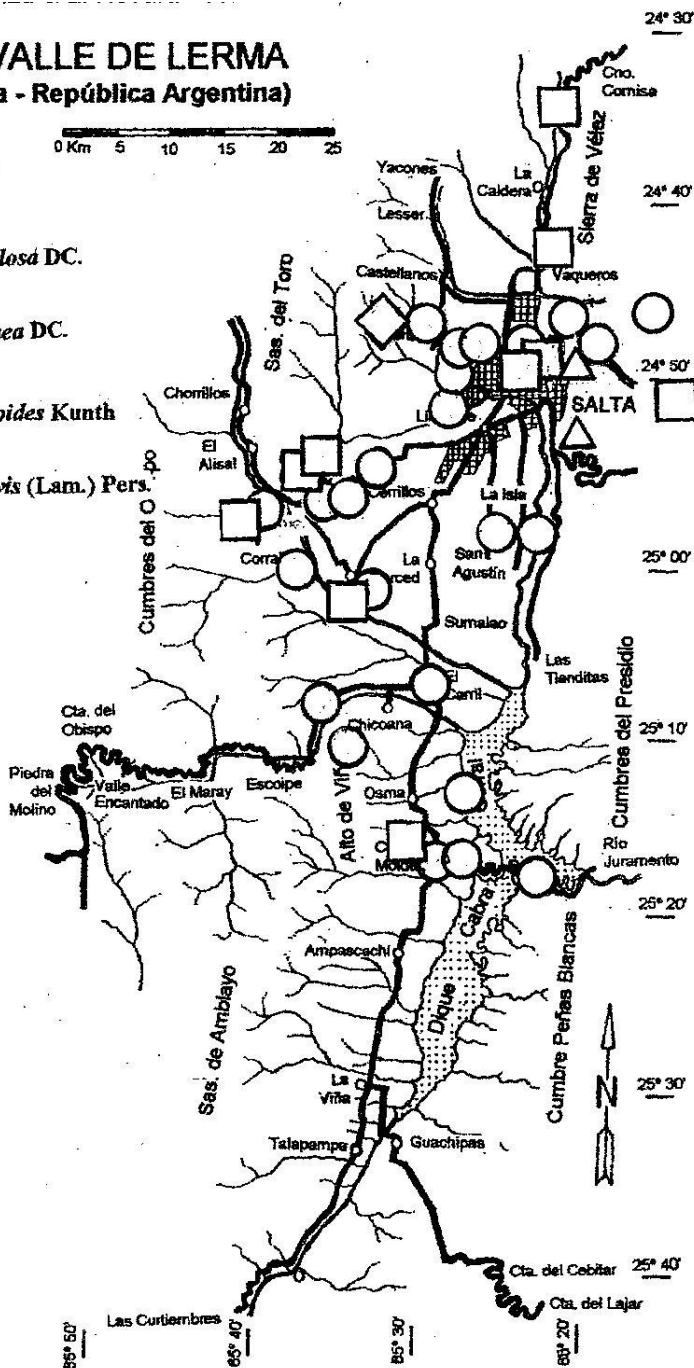 VALLE DE LERMA
a - República Argentina)
0 Km 5 10 15 20 25
losa DC.
ea DC.
oides Kunth
vis (Lam.) Pers.
24° 30'
Cno.
Cornisa
Sierra de Vélez
La
Caldera
24° 40'
Yacones
Lesser
Castellanos
Vaqueros
Sas. del Toro
24° 50'
SALTA
Chorrillos
El
Alisal
Cumbres del O po
Cerrillos
La Isla
San
Agustín
25° 00'
Corra
La
rced
Sumalao
Las
Tienditas
Cumbres del Presidio
El
Carril
Cta. del
Obispo
Chicoana
25° 10'
Piedra
del
Molino
Valle
Encantado
El Maray
Escoipe
Alto de Viñ
Osma
ral
Río
Juramento
Cabra
25° 20'
Ampascachi
Dique
Cumbre Peñas Blancas
Sas. de Amblayo
N
25° 30'
La
Viña
Talapampa
Guachipas
25° 40'
Cta. del Cebilar
Cta. del Lajar
Las Curtiembres
65° 50'
65° 40'
65° 30'
65° 20'